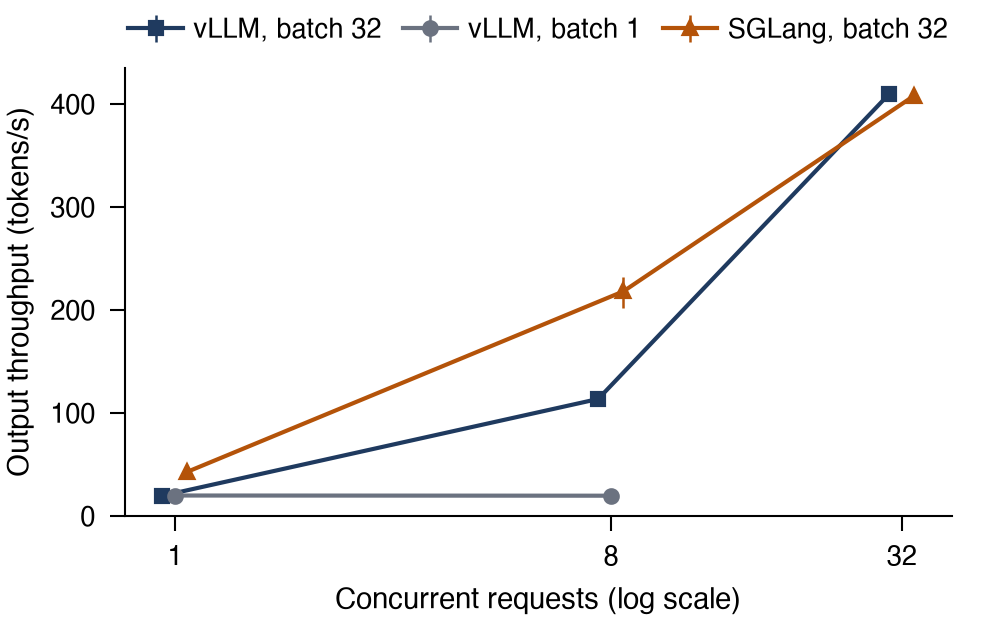 vLLM, batch 32 vLLM, batch 1 SGLang, batch 32
Output throughput (tokens/s)
400
300
200
100
0
1 8 32
Concurrent requests (log scale)